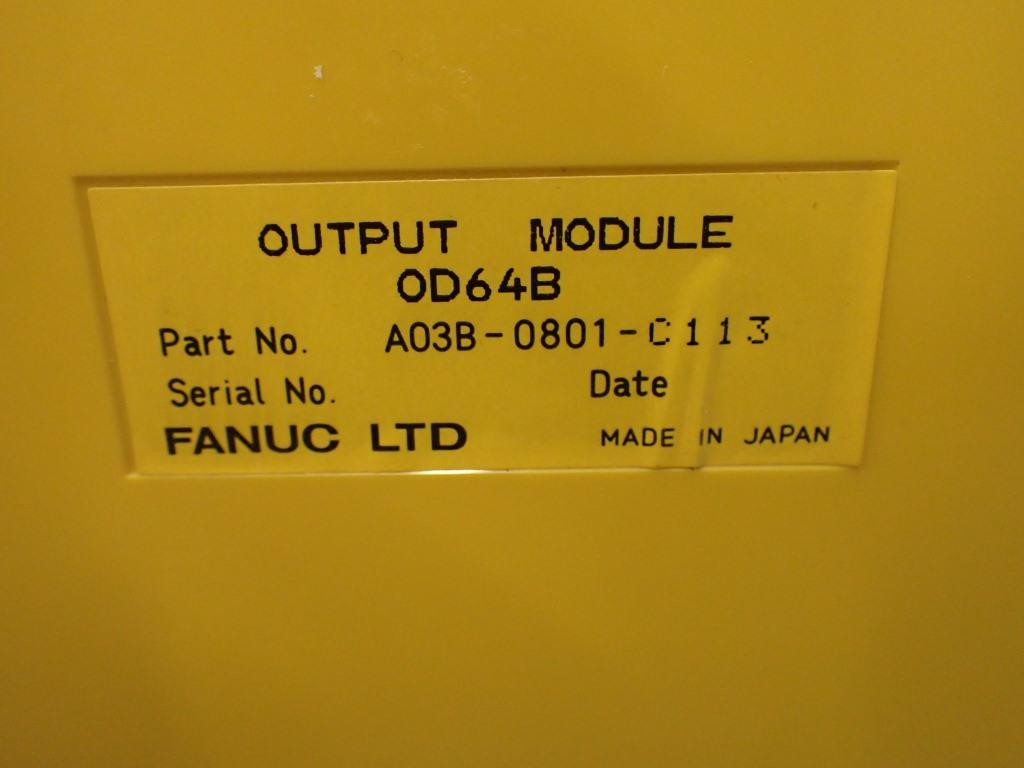 OUTPUT MODULE
OD64B
Part No. A03B-0801-C113
Serial No. Date
FANUC LTD MADE IN JAPAN